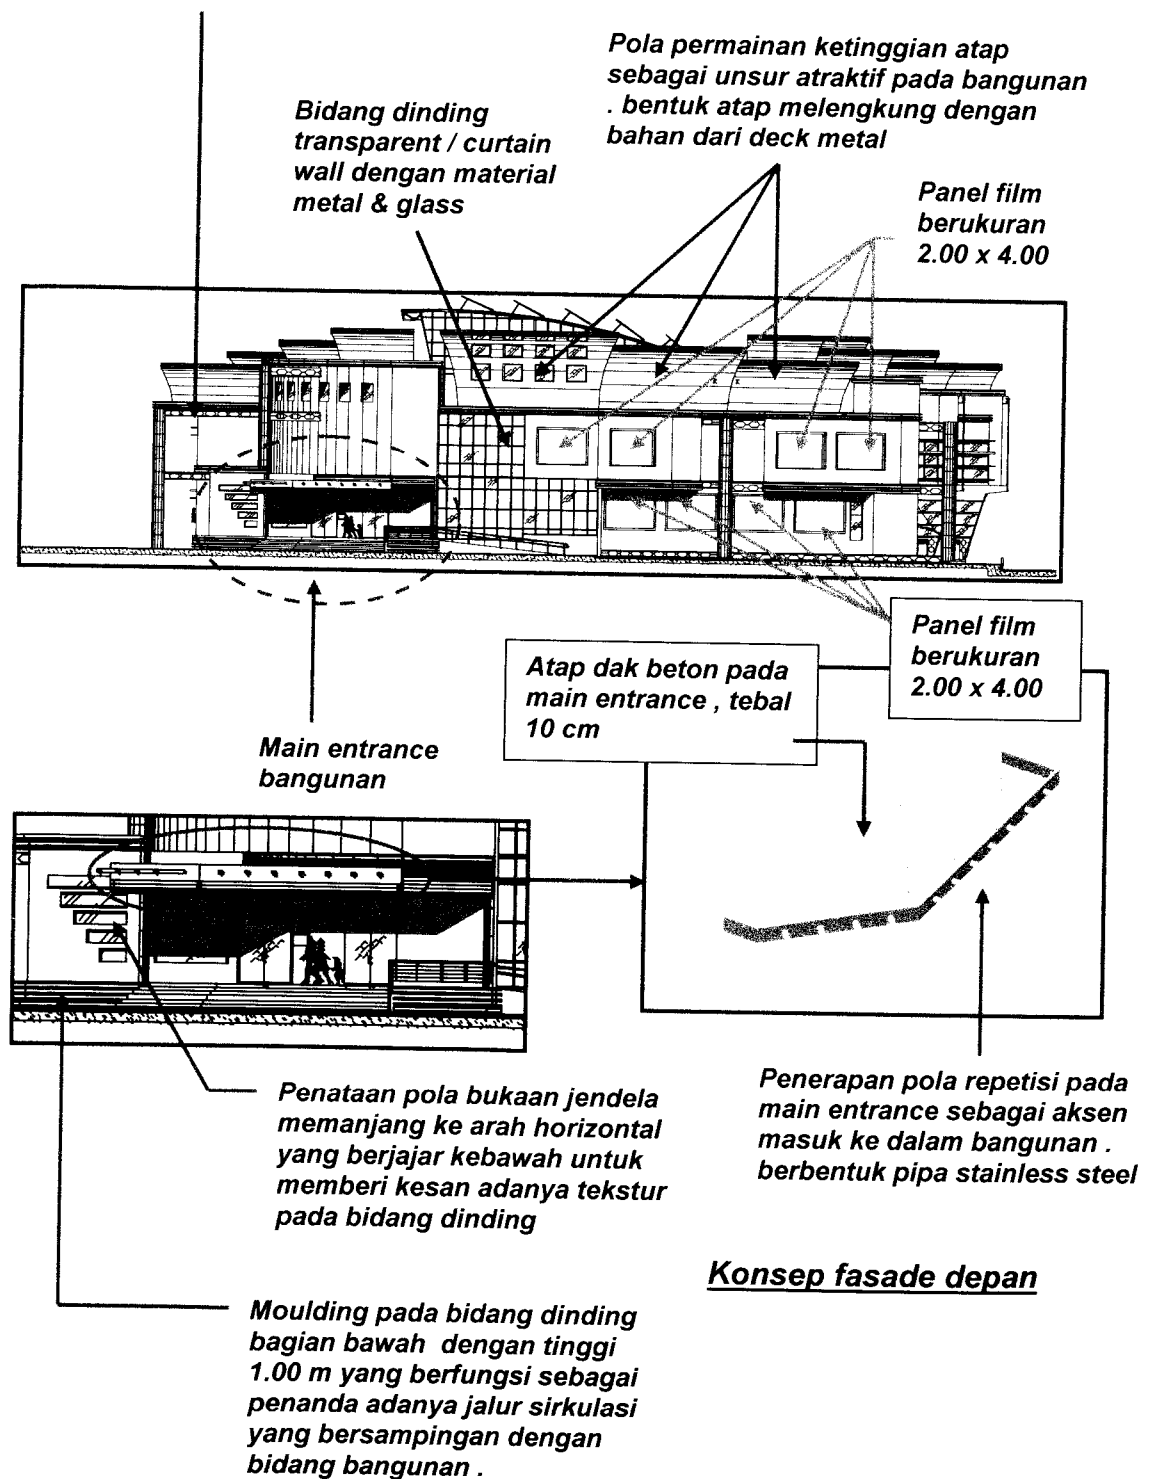 Pola permainan ketinggian atap
sebagai unsur atraktif pada bangunan
. bentuk atap melengkung dengan
bahan dari deck metal
Bidang dinding
transparent / curtain
wall dengan material
metal & glass
Panel film
berukuran
2.00 x 4.00
Panel film
berukuran
2.00 x 4.00
Atap dak beton pada
main entrance , tebal
10 cm
Main entrance
bangunan
Penataan pola bukaan jendela
memanjang ke arah horizontal
yang berjajar kebawah untuk
memberi kesan adanya tekstur
pada bidang dinding
Penerapan pola repetisi pada
main entrance sebagai aksen
masuk ke dalam bangunan .
berbentuk pipa stainless steel
Konsep fasade depan
Moulding pada bidang dinding
bagian bawah dengan tinggi
1.00 m yang berfungsi sebagai
penanda adanya jalur sirkulasi
yang bersampingan dengan
bidang bangunan .